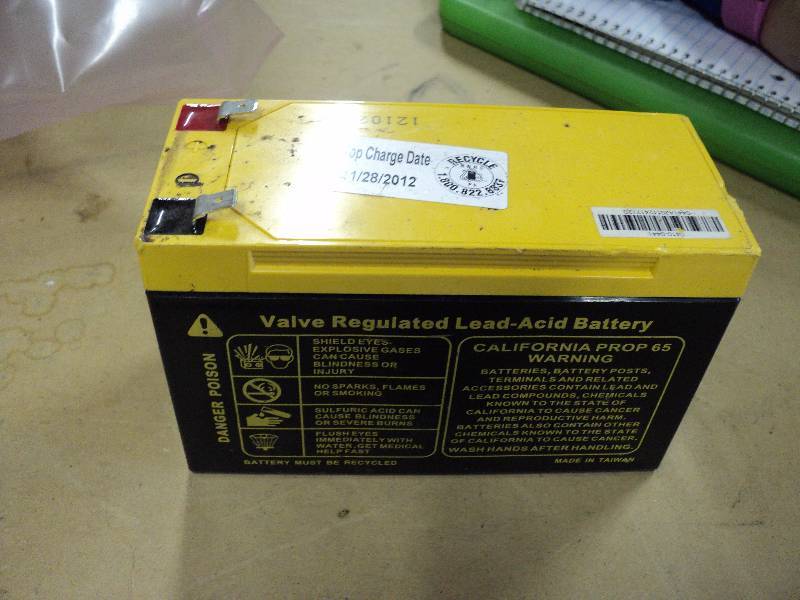 op Charge Date
11/28/2012
RECYCLE
1.800.822.8837
Valve Regulated Lead-Acid Battery
DANGER POISON
SHIELD EYES-
EXPLOSIVE GASES
CAN CAUSE
BLINDNESS OR
INJURY
NO SPARKS, FLAMES
OR SMOKING
SULFURIC ACID CAN
CAUSE BLINDNESS
OR SEVERE BURNS
FLUSH EYES
IMMEDIATELY WITH
WATER, GET MEDICAL
HELP FAST
BATTERY MUST BE RECYCLED
CALIFORNIA PROP 65
WARNING
BATTERIES, BATTERY POSTS,
TERMINALS AND RELATED
ACCESSORIES CONTAIN LEAD AND
LEAD COMPOUNDS, CHEMICALS
KNOWN TO THE STATE OF
CALIFORNIA TO CAUSE CANCER
AND REPRODUCTIVE HARM.
BATTERIES ALSO CONTAIN OTHER
CHEMICALS KNOWN TO THE STATE
OF CALIFORNIA TO CAUSE CANCER.
WASH HANDS AFTER HANDLING.
MADE IN TAIWAN